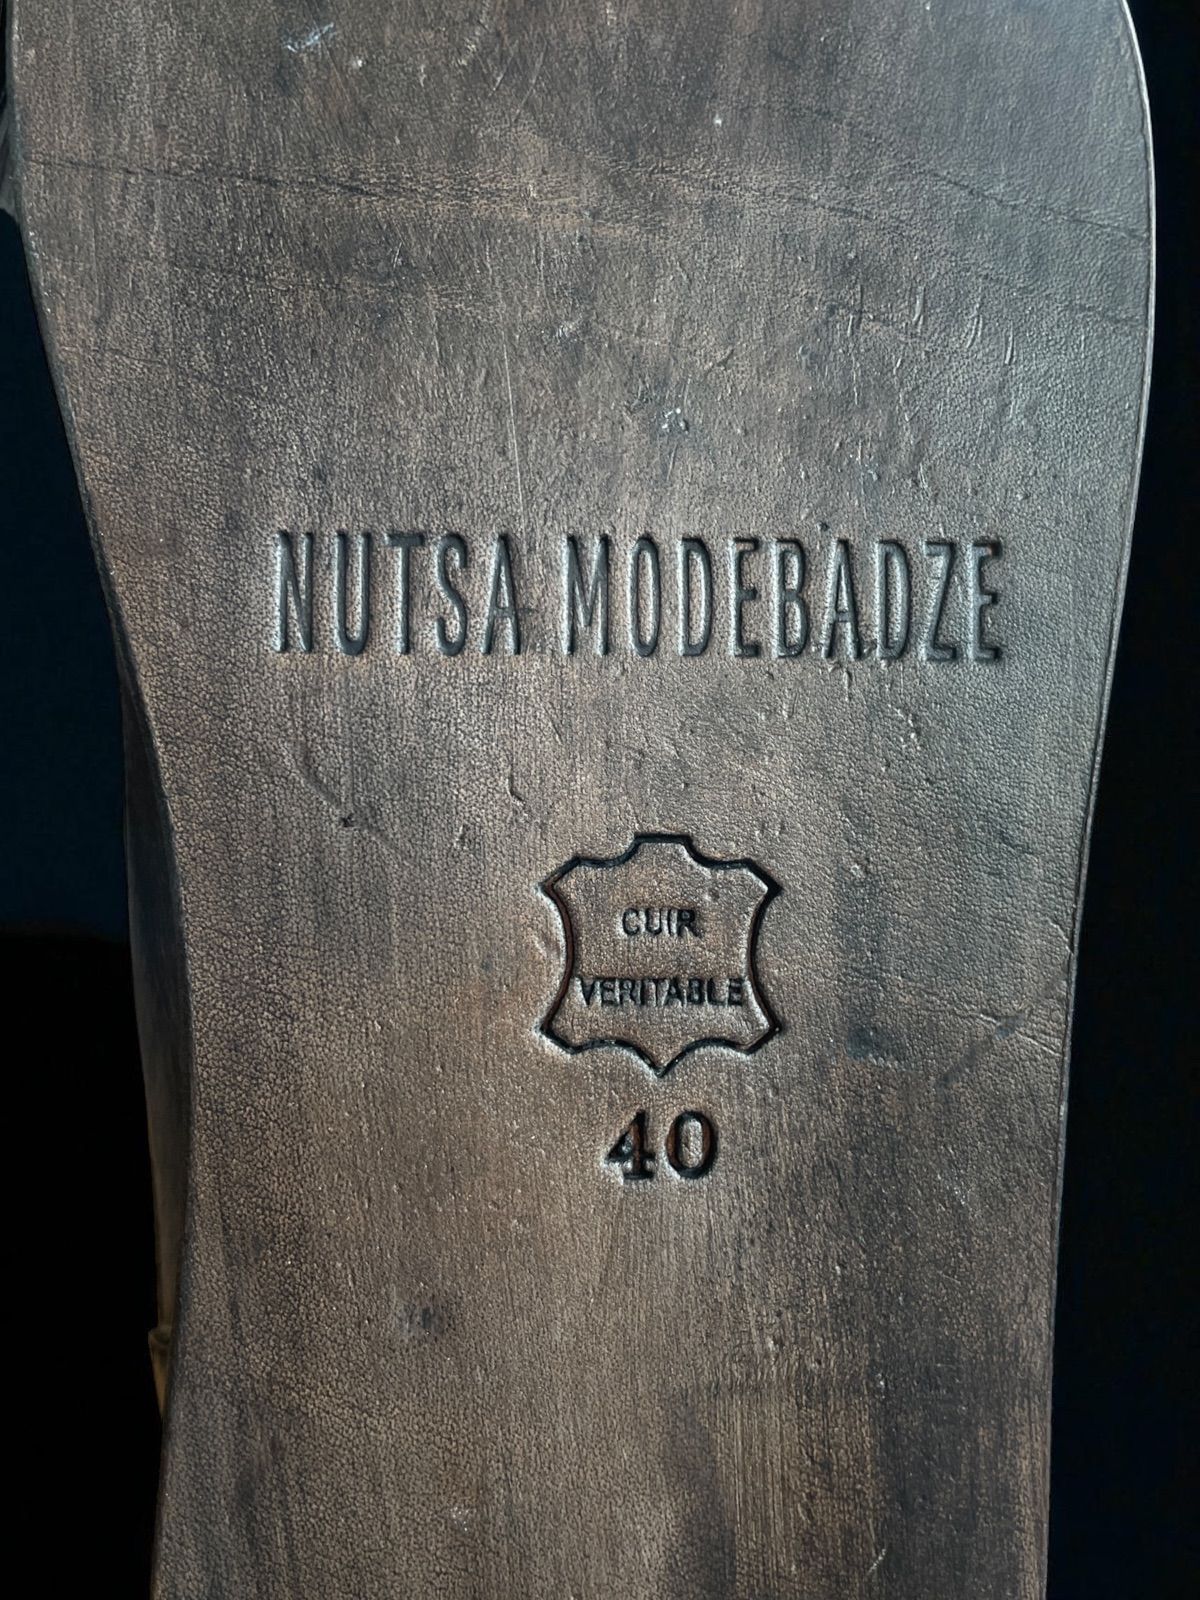 NUTSA MODEBADZE
CUIR
VERITABLE
40